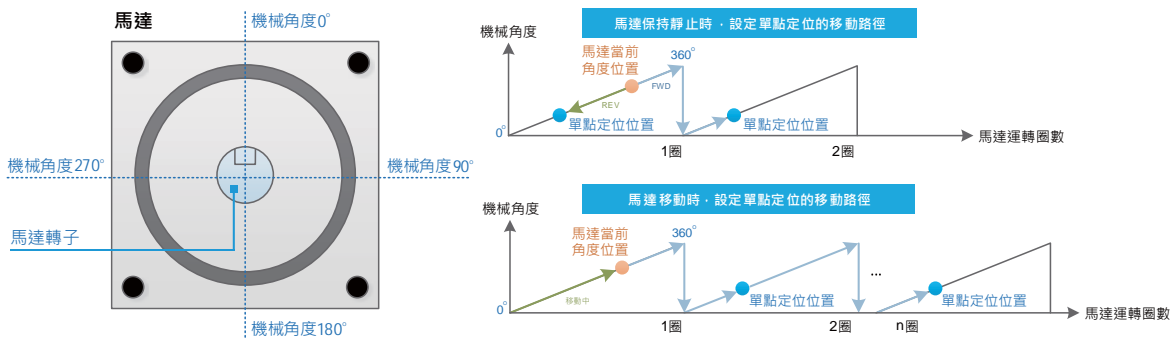 馬達
機械角度0°
機械角度270°
機械角度90°
馬達轉子
機械角度180°
馬達保持靜止時，設定單點定位的移動路徑
機械角度
馬達當前
角度位置
360°
FWD
REV
0°
單點定位位置
單點定位位置
1圈
2圈
馬達運轉圈數
馬達移動時，設定單點定位的移動路徑
機械角度
馬達當前
角度位置
360°
移動中
0°
單點定位位置
...
單點定位位置
1圈
2圈
n圈
馬達運轉圈數